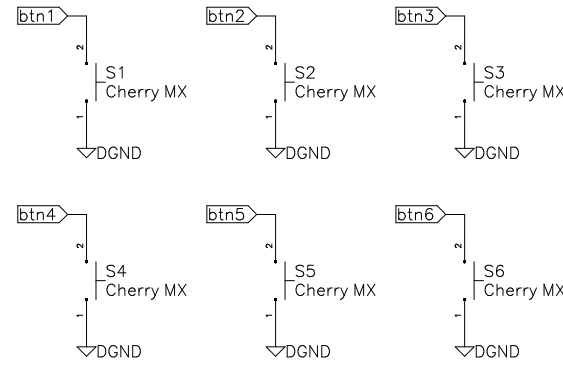 btn1 btn2 btn3
2 2 2
S1 S2 S3
Cherry MX Cherry MX Cherry MX
1 1 1
DGND DGND DGND
btn4 btn5 btn6
2 2 2
S4 S5 S6
Cherry MX Cherry MX Cherry MX
1 1 1
DGND DGND DGND